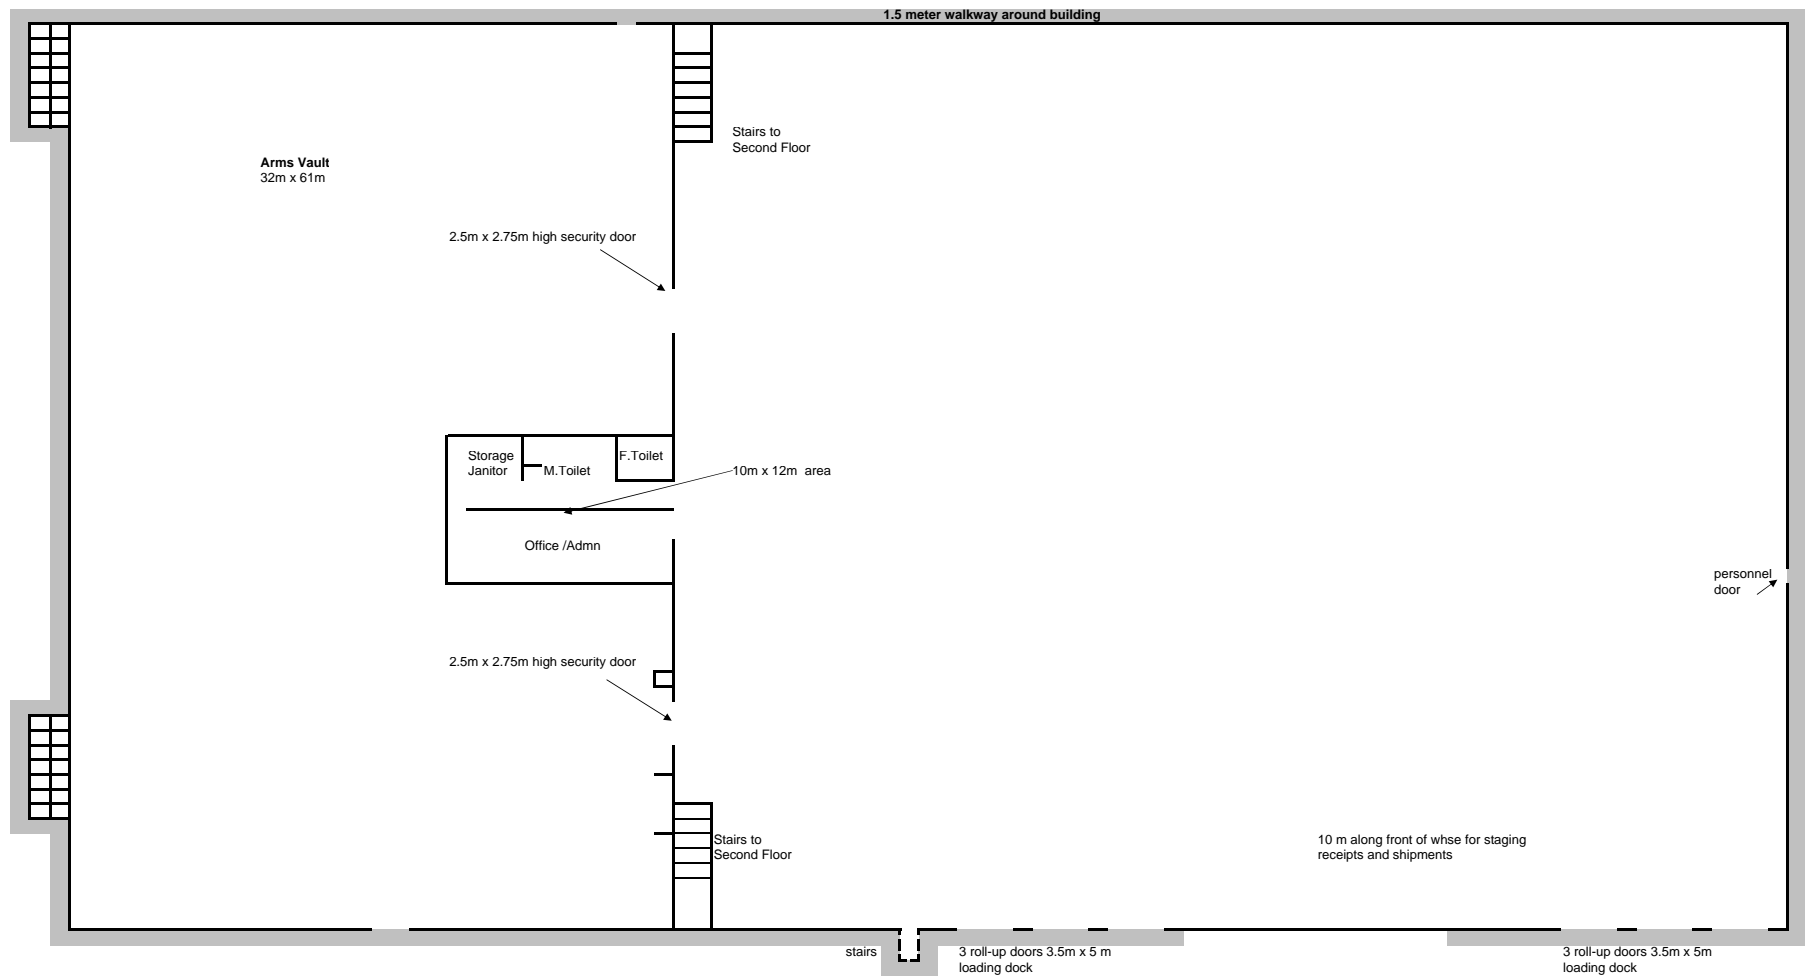 1.5 meter walkway around building
Stairs to
Second Floor
Arms Vault
32m x 61m
2.5m x 2.75m high security door
Storage
Janitor
M.Toilet
F.Toilet
10m x 12m  area
Office /Admn
personnel
door
2.5m x 2.75m high security door
Stairs to
Second Floor
10 m along front of whse for staging
receipts and shipments
stairs
3 roll-up doors 3.5m x 5 m
loading dock
3 roll-up doors 3.5m x 5m
loading dock